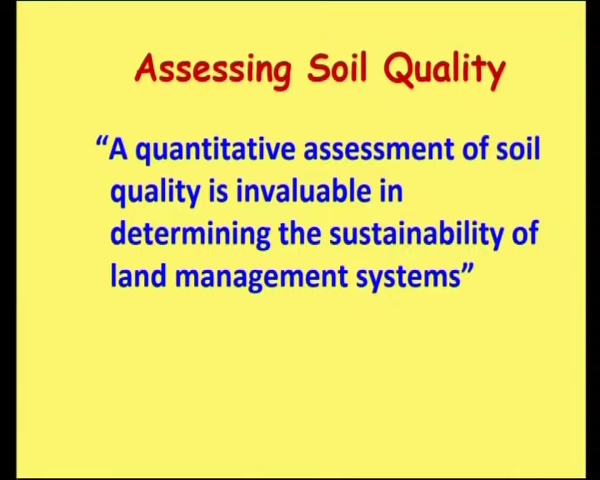 Assessing Soil Quality
“A quantitative assessment of soil
quality is invaluable in
determining the sustainability of
land management systems”